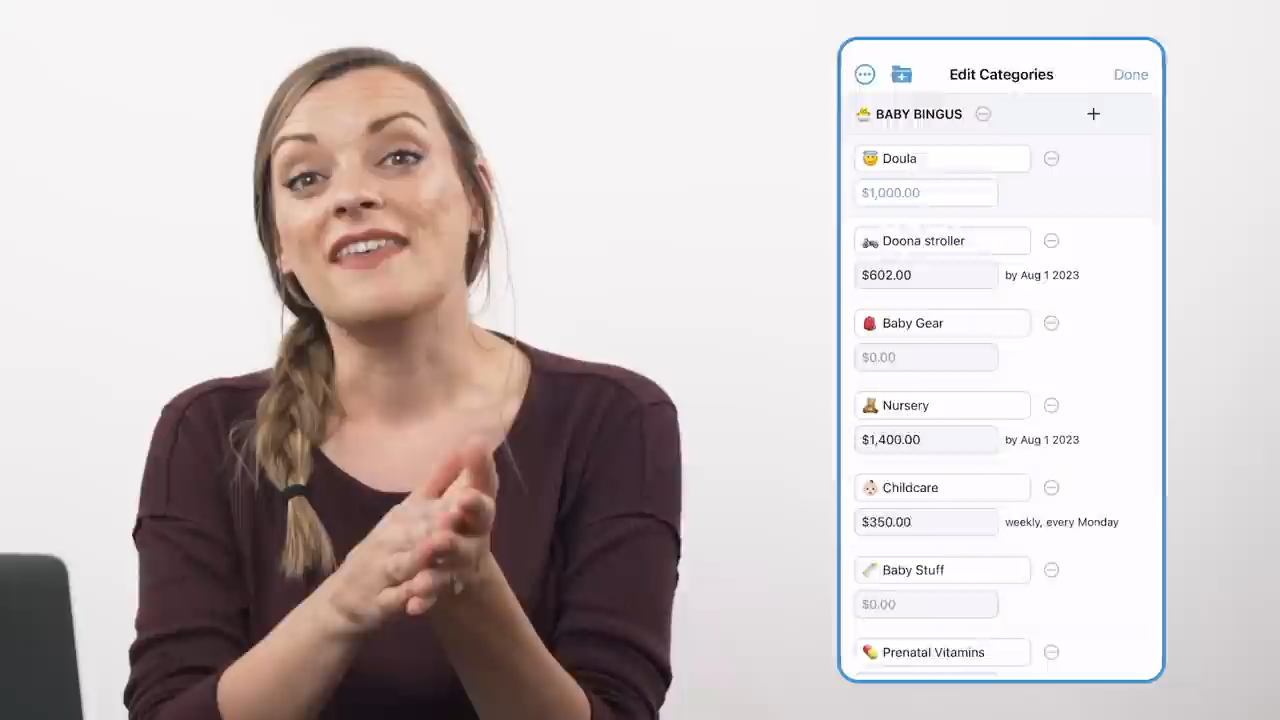 Edit Categories
Done
BABY BINGUS
Doula
$1,000.00
Doona stroller
$602.00
by Aug 1 2023
Baby Gear
$0.00
Nursery
$1,400.00
by Aug 1 2023
Childcare
$350.00
weekly, every Monday
Baby Stuff
$0.00
Prenatal Vitamins